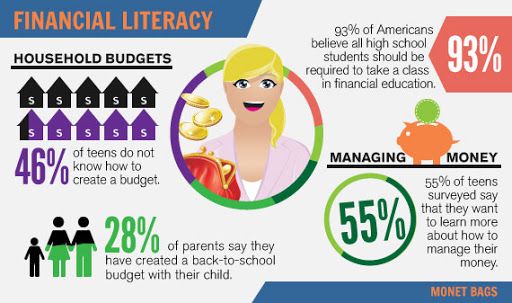 FINANCIAL LITERACY
HOUSEHOLD BUDGETS
$ $ $ $ $
$ $ $ $ $
46% of teens do not
know how to
create a budget.
28% of parents say they
have created a back-to-school
budget with their child.
93% of Americans
believe all high school
students should be
required to take a class
in financial education.
93%
MANAGING MONEY
55%
55% of teens
surveyed say
that they want
to learn more
about how to
manage their
money.
MONET BAGS